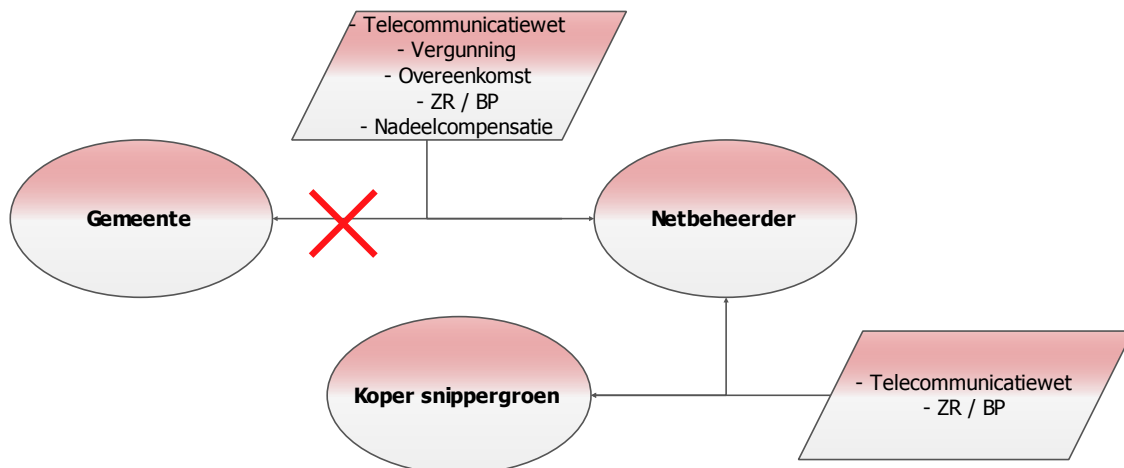 - Telecommunicatiewet
- Vergunning
- Overeenkomst
- ZR / BP
- Nadeelcompensatie
Gemeente
Netbeheerder
Koper snippergroen
- Telecommunicatiewet
- ZR / BP